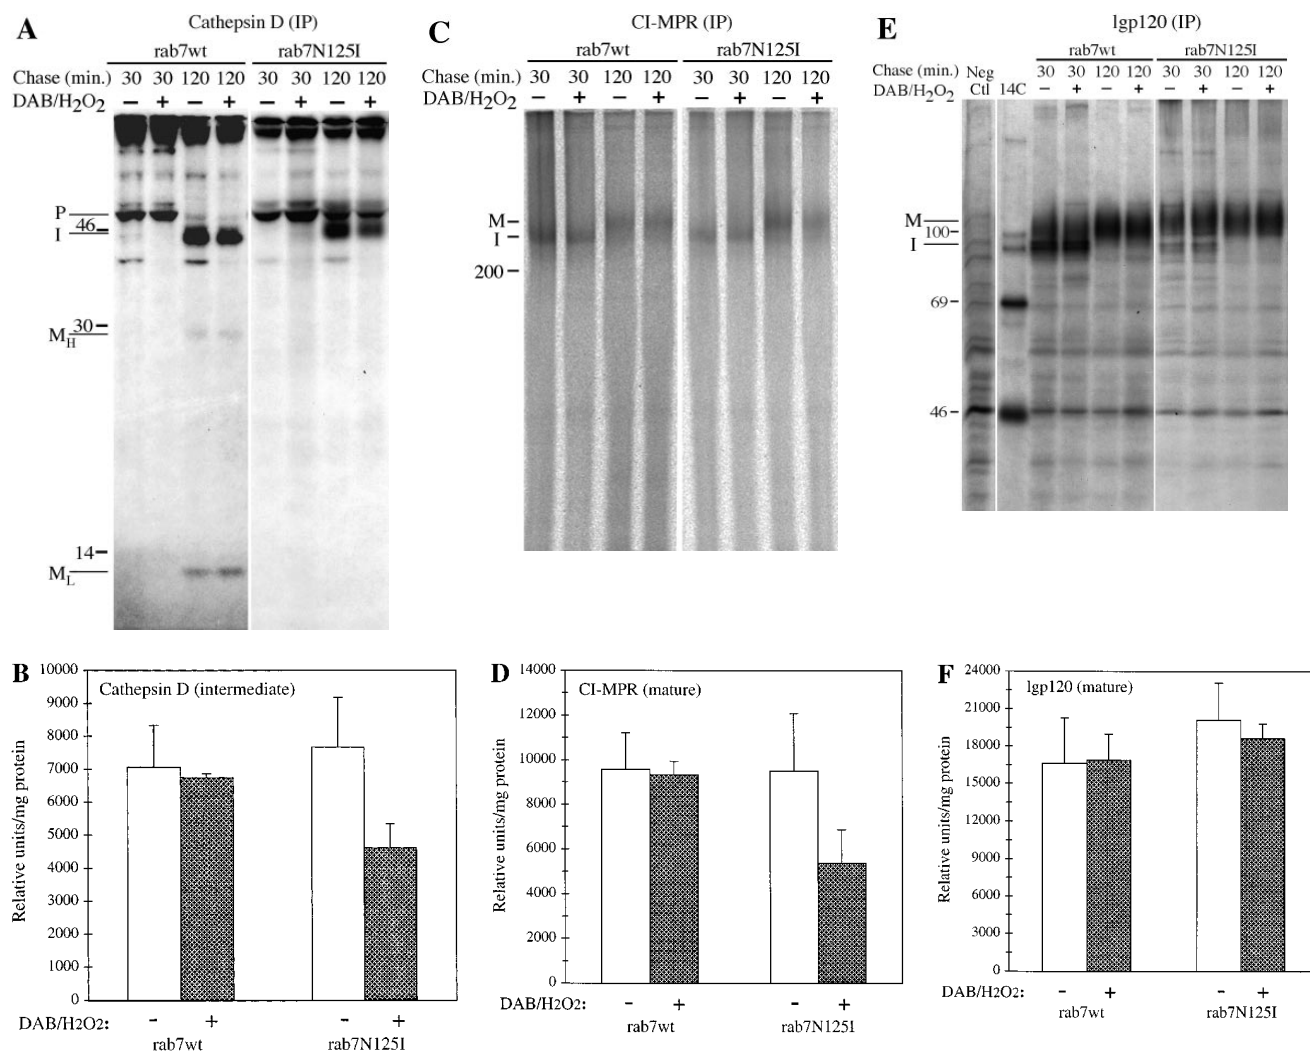 A
Cathepsin D (IP)
rab7wt rab7N125I
Chase (min.) 30 30 120 120 30 30 120 120
DAB/H2O2 – + – + – + – +
P
46
I
30
MH
14
ML
C
CI-MPR (IP)
rab7wt rab7N125I
Chase (min.) 30 30 120 120 30 30 120 120
DAB/H2O2 – + – + – + – +
M
I
200
E
lgp120 (IP)
rab7wt rab7N125I
Chase (min.) Neg 30 30 120 120 30 30 120 120
DAB/H2O2 Ctl 14C – + – + – + – +
M
100
I
69
46
B
Cathepsin D (intermediate)
Relative units/mg protein
10000
9000
8000
7000
6000
5000
4000
3000
2000
1000
0
DAB/H2O2: - + - +
rab7wt rab7N125I
D
CI-MPR (mature)
Relative units/mg protein
14000
12000
10000
8000
6000
4000
2000
0
DAB/H2O2: - + - +
rab7wt rab7N125I
F
lgp120 (mature)
Relative units/mg protein
24000
21000
18000
15000
12000
9000
6000
3000
0
DAB/H2O2: - + - +
rab7wt rab7N125I